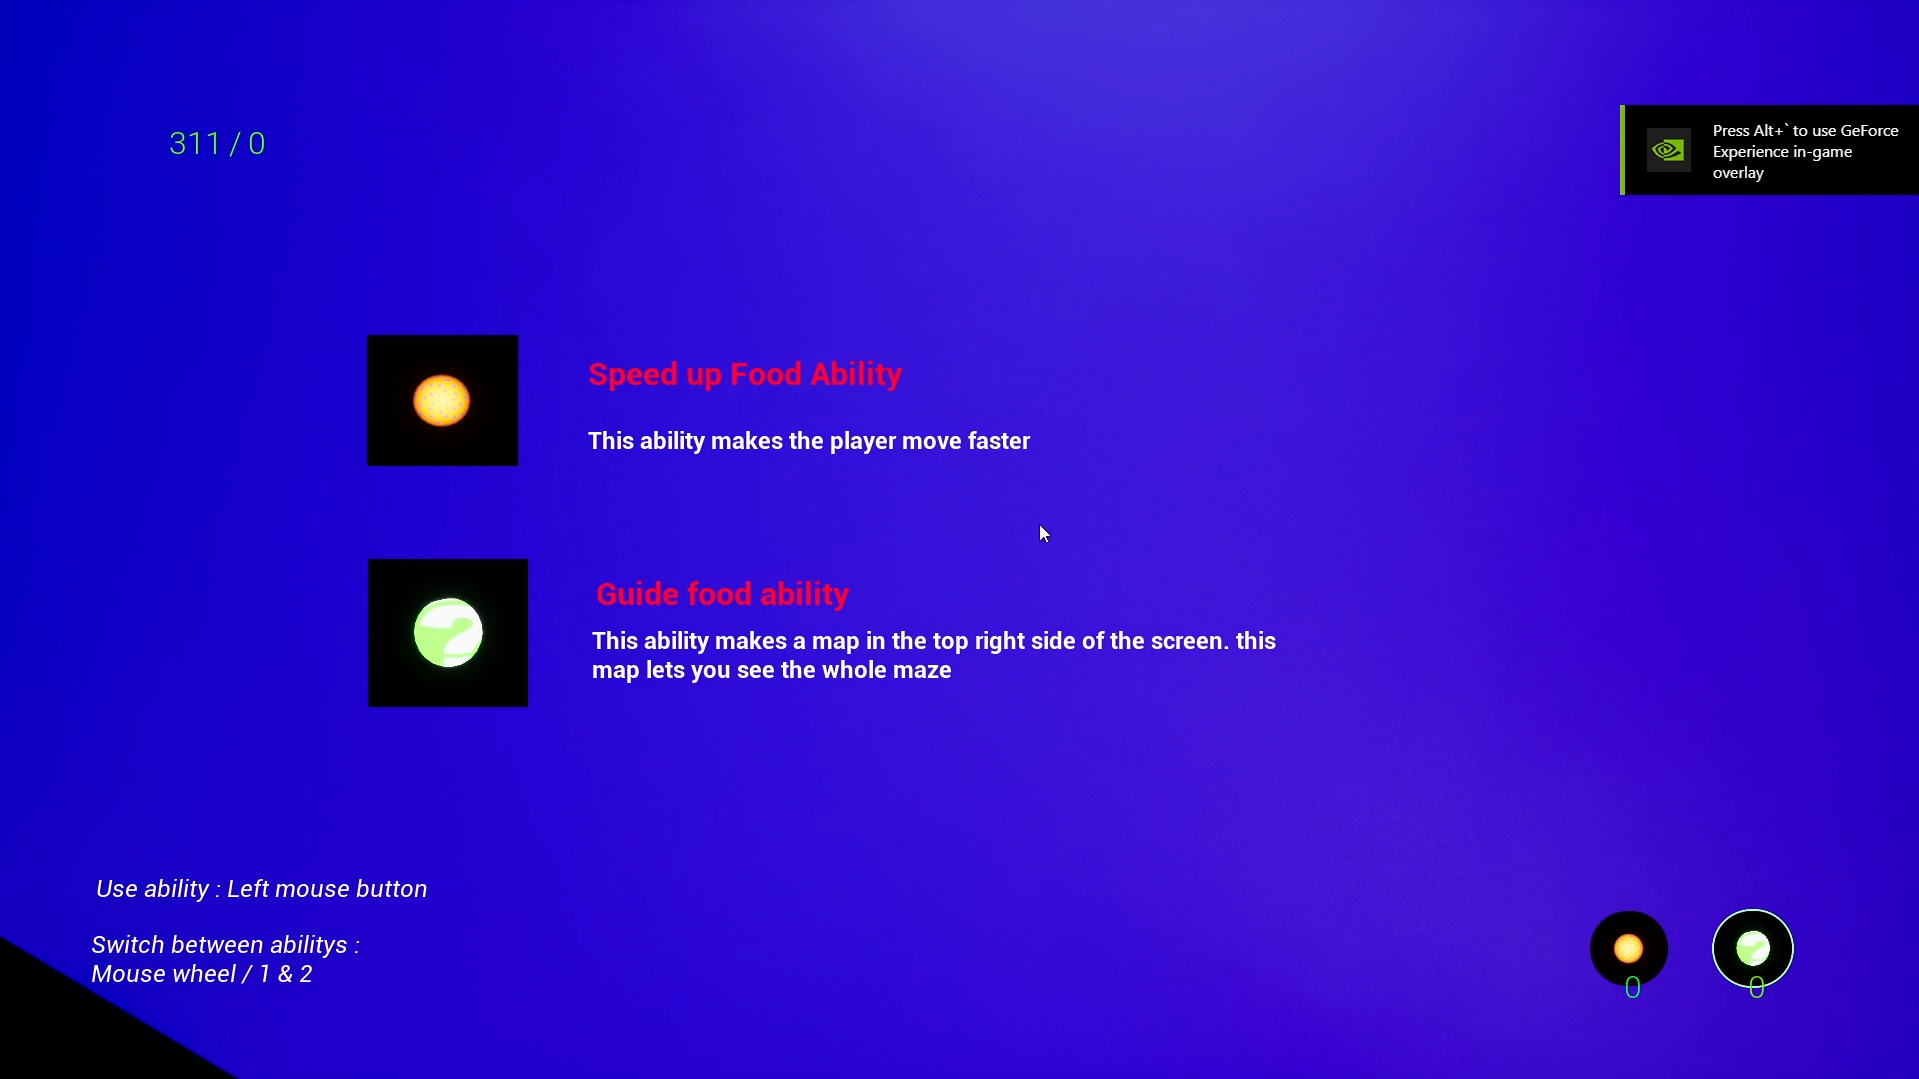 311 / 0
Press Alt+` to use GeForce
Experience in-game
overlay
Speed up Food Ability
This ability makes the player move faster
Guide food ability
This ability makes a map in the top right side of the screen. this
map lets you see the whole maze
Use ability : Left mouse button
Switch between abilitys :
Mouse wheel / 1 & 2
0
0